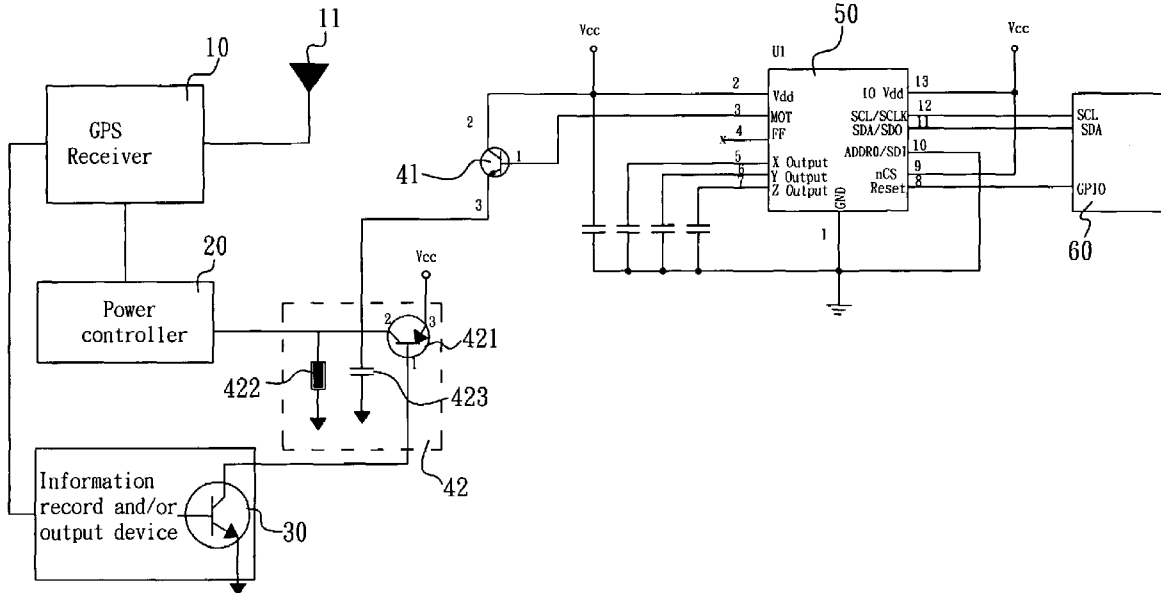 11
10
GPS
Receiver
20
Power
controller
Information
record and/or
output device
30
2
41
1
3
Vcc
2
3
421
1
422
423
42
Vcc
U1
50
Vcc
2
Vdd
3
MOT
4
FF
x
5
X Output
6
Y Output
7
Z Output
GND
1
IO Vdd
13
SCL/SCLK
12
SDA/SDO
11
ADDR0/SDI
10
nCS
9
Reset
8
SCL
SDA
GPIO
60